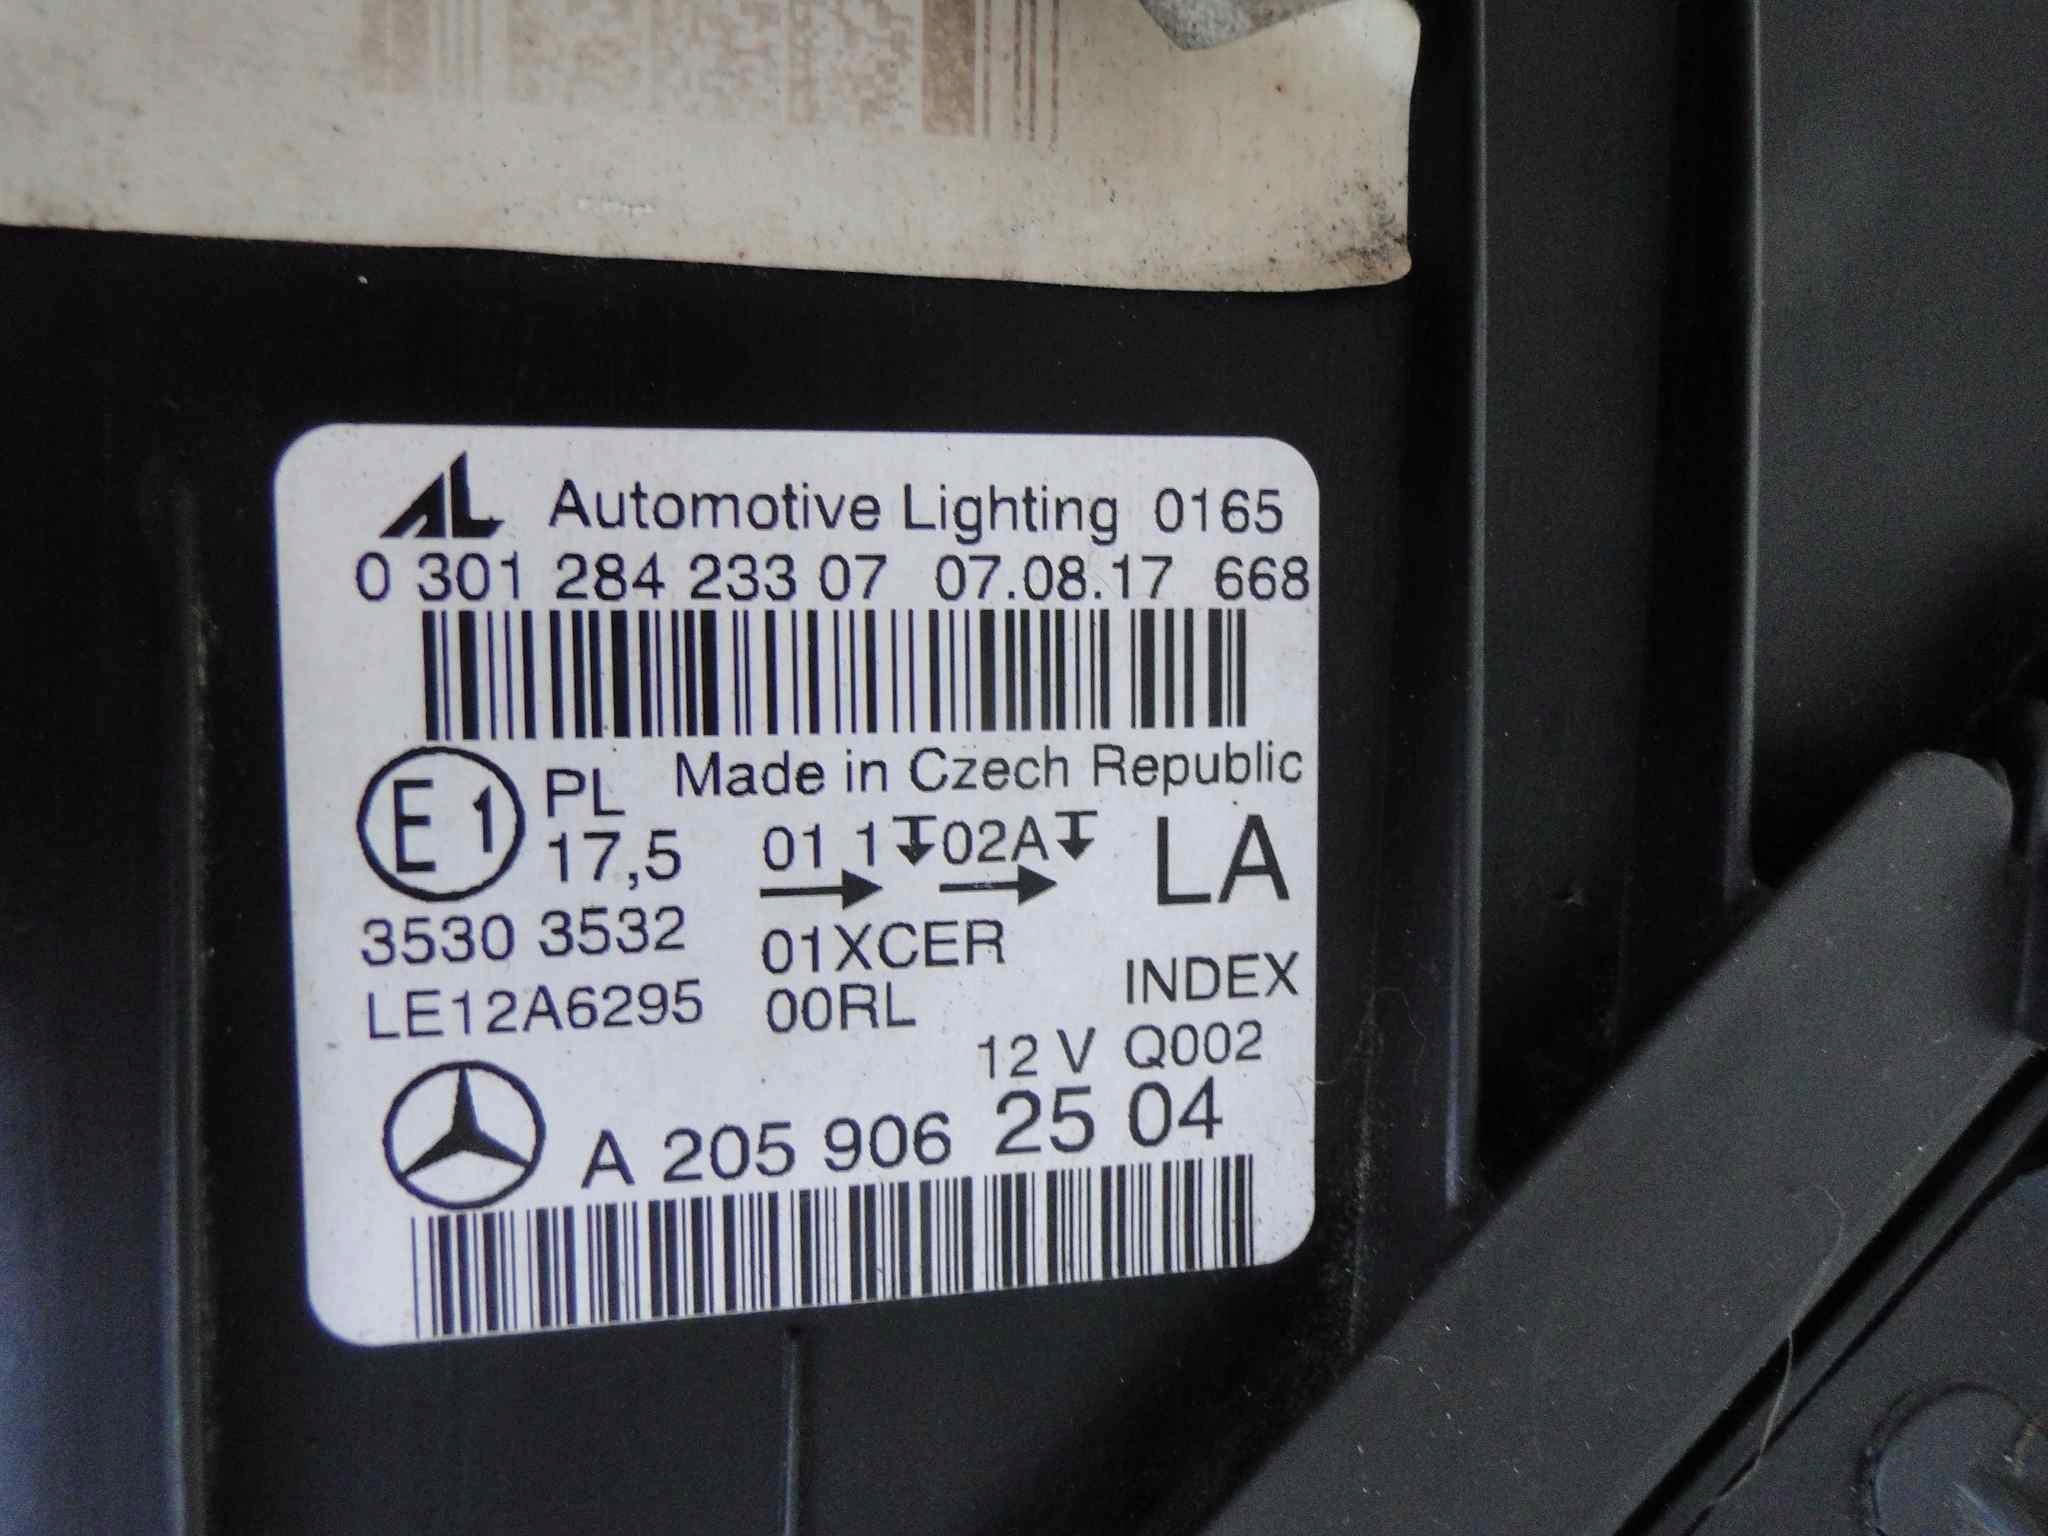 AL Automotive Lighting 0165
0 301 284 233 07 07.08.17 668
Made in Czech Republic
E1 PL
17,5 01 1 02A LA
3530 3532 01XCER
LE12A6295 00RL INDEX
12 V Q002
A 205 906 25 04